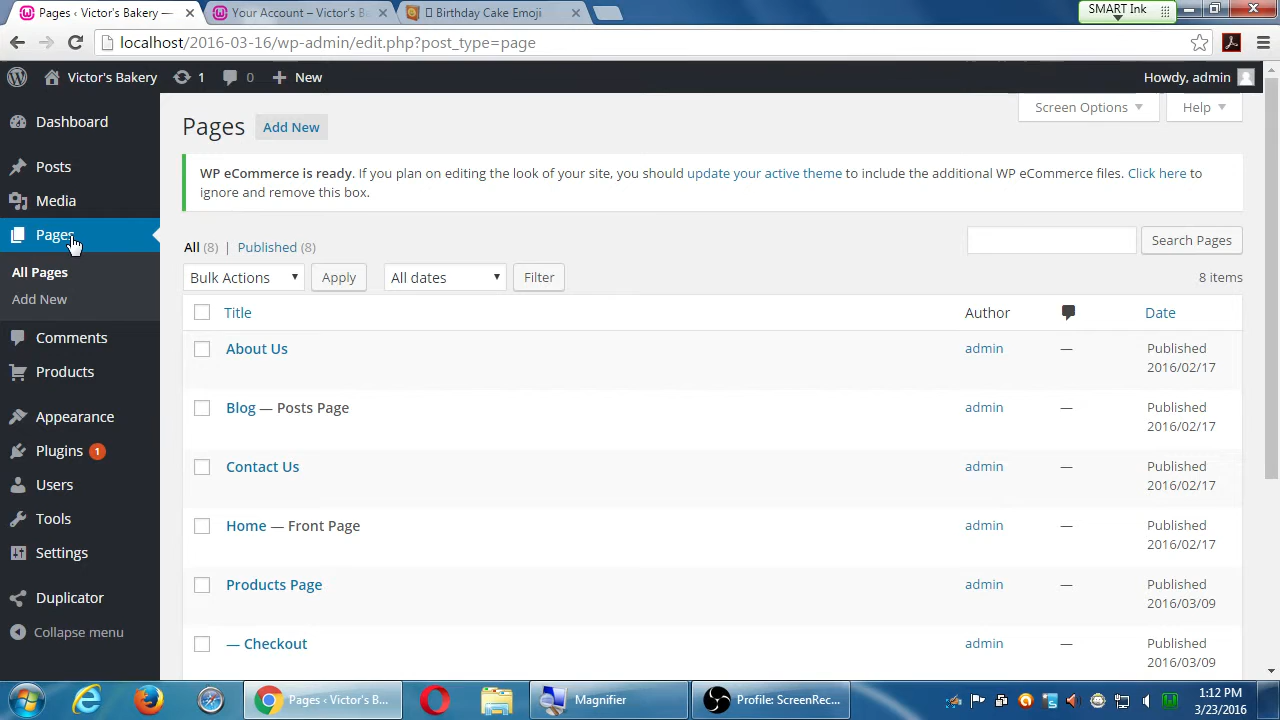 Pages ‹ Victor's Bakery —
Your Account – Victor's B
Birthday Cake Emoji
SMART Ink
localhost/2016-03-16/wp-admin/edit.php?post_type=page
Victor's Bakery
1
0
New
Howdy, admin
Dashboard
Posts
Media
Pages
All Pages
Add New
Comments
Products
Appearance
Plugins 1
Users
Tools
Settings
Duplicator
Collapse menu
Screen Options
Help
Pages Add New
WP eCommerce is ready. If you plan on editing the look of your site, you should update your active theme to include the additional WP eCommerce files. Click here to
ignore and remove this box.
All (8) | Published (8)
Search Pages
Bulk Actions Apply All dates Filter 8 items
Title Author Date
About Us admin — Published
2016/02/17
Blog — Posts Page admin — Published
2016/02/17
Contact Us admin — Published
2016/02/17
Home — Front Page admin — Published
2016/02/17
Products Page admin — Published
2016/03/09
— Checkout admin — Published
2016/03/09
Pages ‹ Victor's B...
Magnifier
Profile: ScreenRec...
1:12 PM
3/23/2016